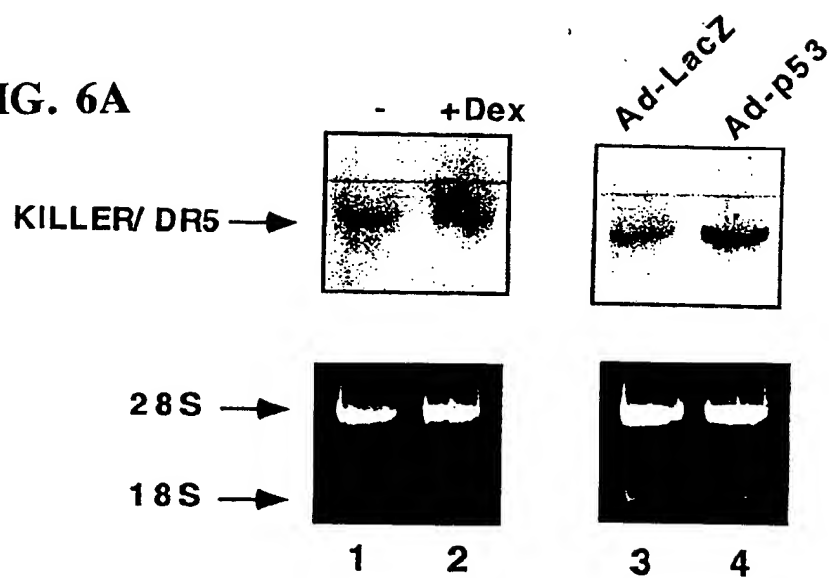 IG. 6A
- +Dex
Ad-LacZ Ad-p53
KILLER/ DR5
28S
18S
1 2 3 4